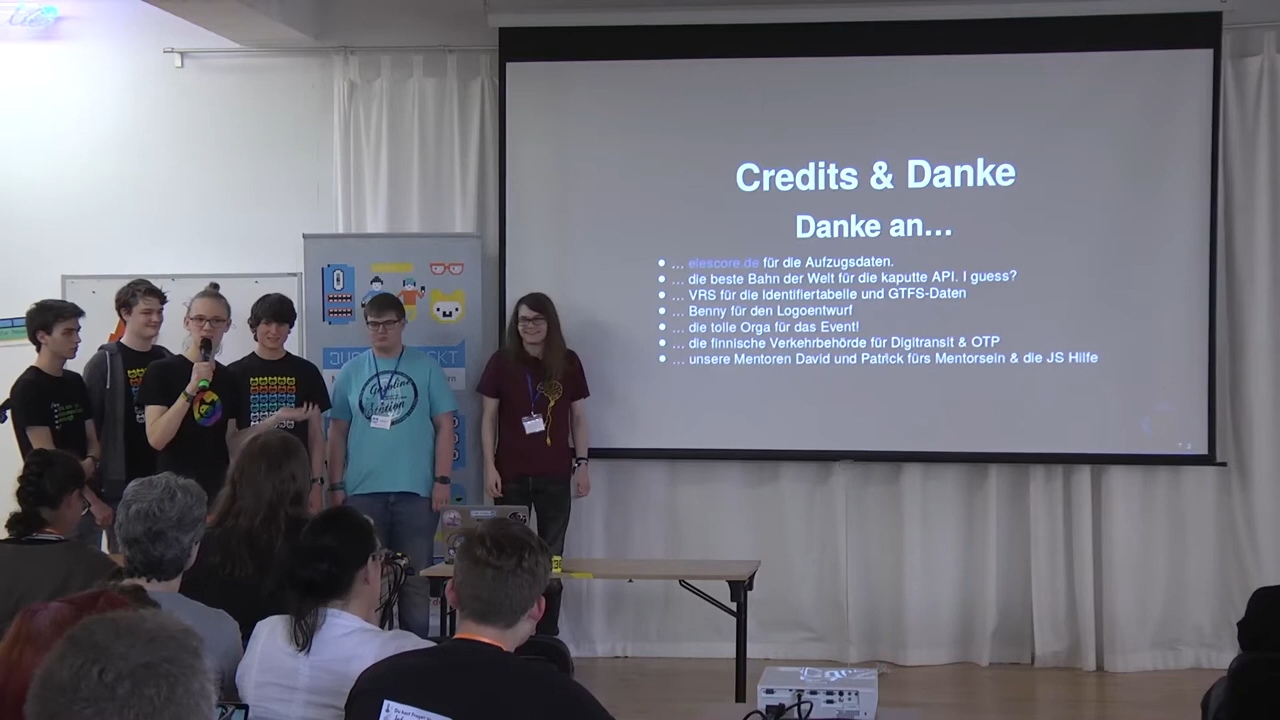 Credits & Danke
Danke an...
... elescore.de für die Aufzugsdaten.
... die beste Bahn der Welt für die kaputte API. I guess?
... VRS für die Identifiertabelle und GTFS-Daten
... Benny für den Logoentwurf
... die tolle Orga für das Event!
... die finnische Verkehrbehörde für Digitransit & OTP
... unsere Mentoren David und Patrick fürs Mentorsein & die JS Hilfe
Gasoline
Station